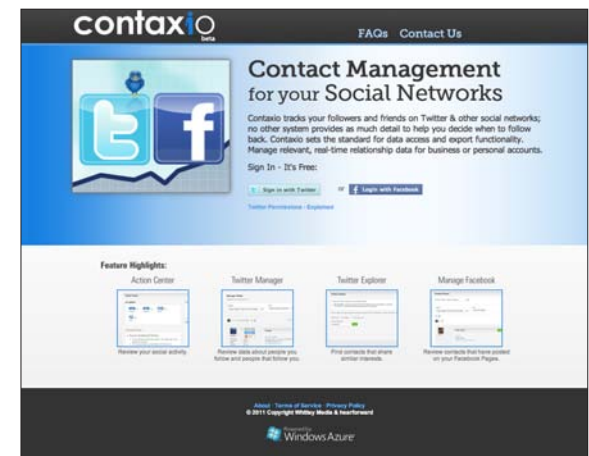 contaxio
beta
FAQs Contact Us
Contact Management
for your Social Networks
Contaxio tracks your followers and friends on Twitter & other social networks;
no other system provides as much detail to help you decide when to follow
back. Contaxio sets the standard for data access and export functionality.
Manage relevant, real-time relationship data for business or personal accounts.
Sign In - It's Free:
Sign in with Twitter or f Login with Facebook
Twitter Permissions - Explained
Feature Highlights:
Action Center Twitter Manager Twitter Explorer Manage Facebook
Review your social activity. Review data about people you Find contacts that share Review contacts that have posted
follow and people that follow you. similar interests. on your Facebook Pages.
About · Terms of Service · Privacy Policy
© 2011 Copyright Whitley Media & heartforward
Powered by
Windows Azure